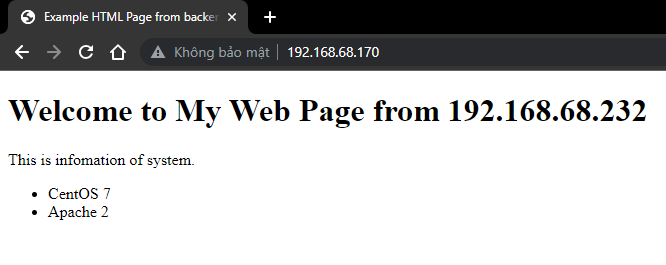 Example HTML Page from backer
Không bảo mật
192.168.68.170
Welcome to My Web Page from 192.168.68.232
This is infomation of system.
CentOS 7
Apache 2